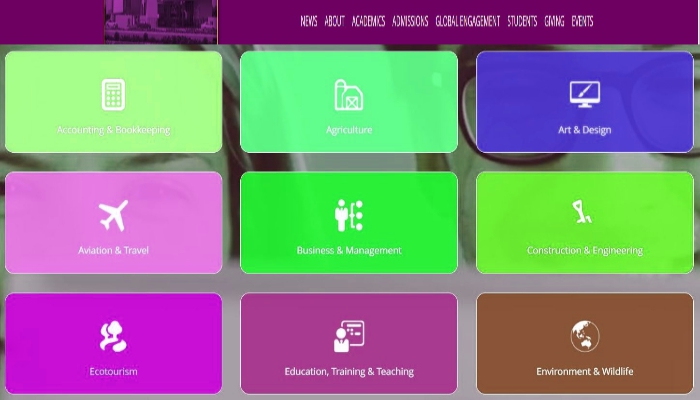 NEWS ABOUT ACADEMICS ADMISSIONS GLOBAL ENGAGEMENT STUDENTS GIVING EVENTS
Accounting & Bookkeeping
Agriculture
Art & Design
Aviation & Travel
Business & Management
Construction & Engineering
Ecotourism
Education, Training & Teaching
Environment & Wildlife